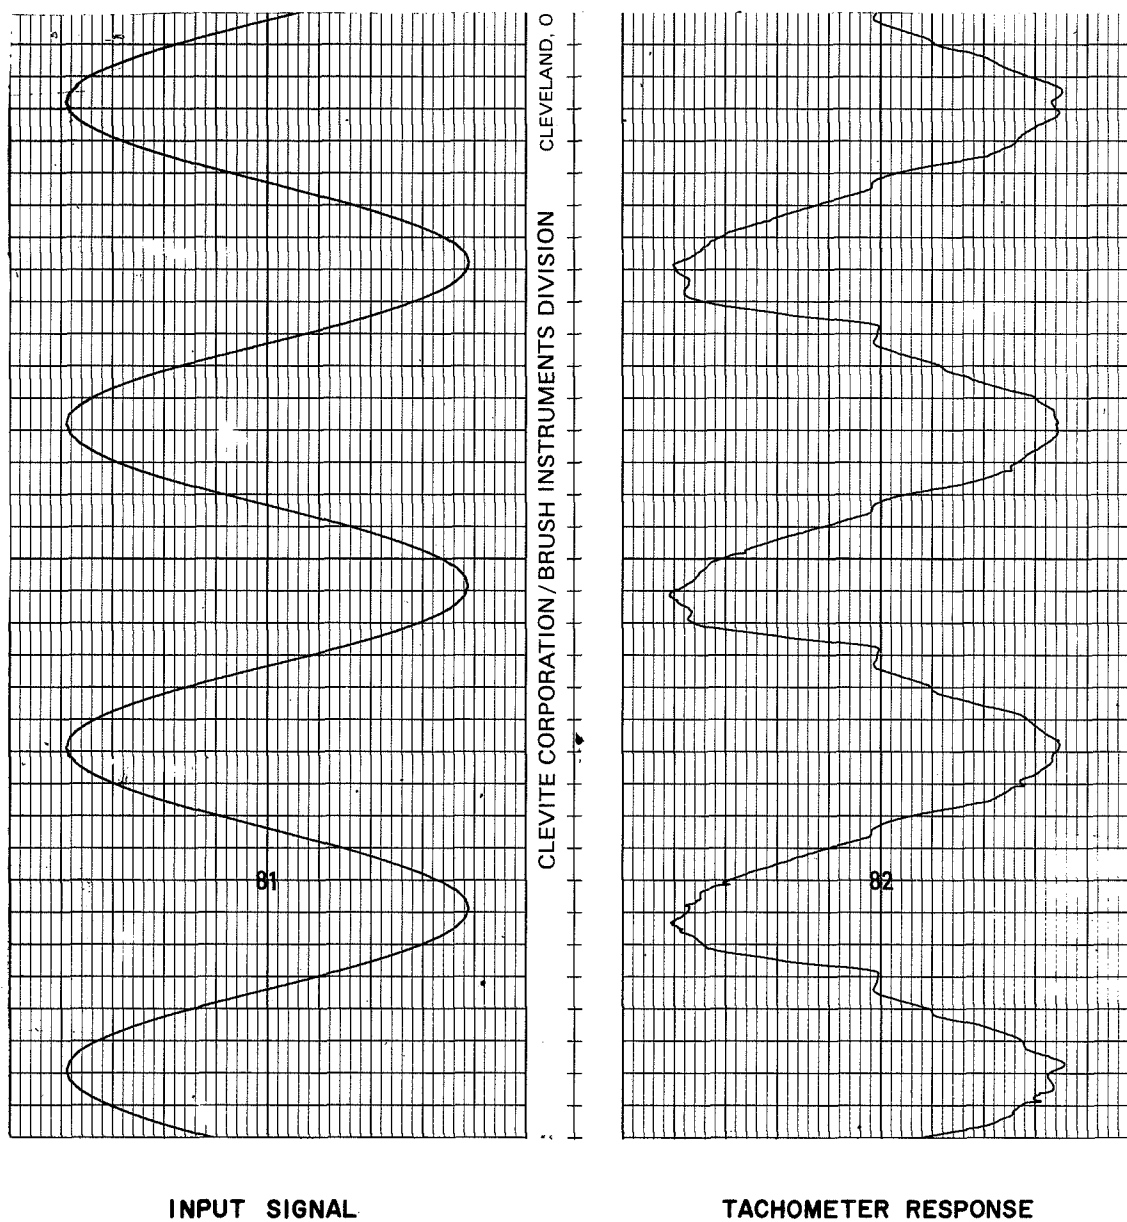 CLEVITE CORPORATION / BRUSH INSTRUMENTS DIVISION CLEVELAND, O
81
82
INPUT SIGNAL
TACHOMETER RESPONSE